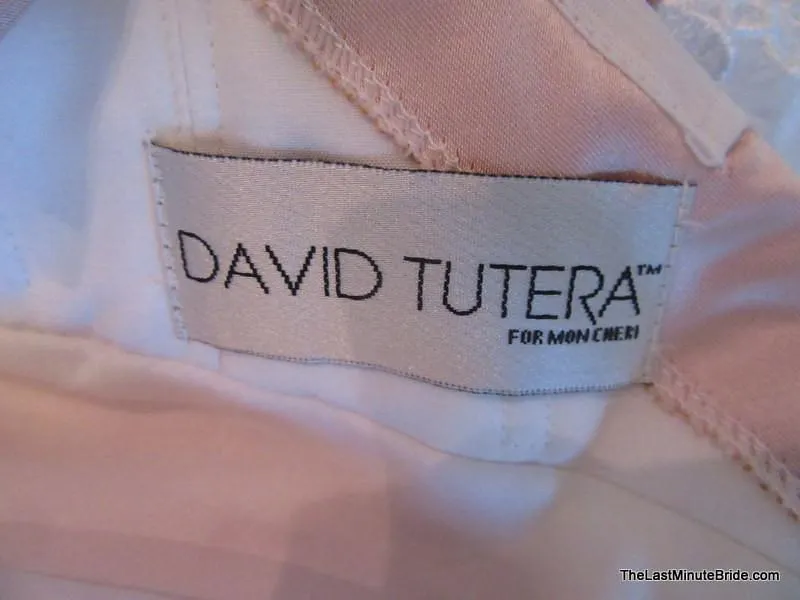 DAVID TUTERA™
FOR MON CHERI
TheLastMinuteBride.com